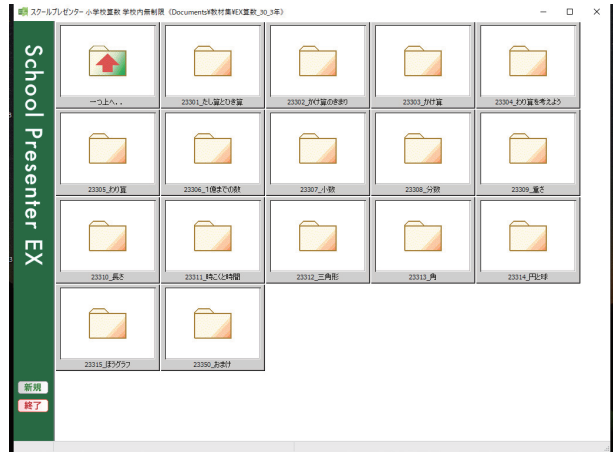 スクールプレゼンター 小学校算数 学校内無制限 《Documents¥教材集¥EX算数_30_3年》
School Presenter EX
一つ上へ．．
23301_たし算とひき算
23302_かけ算のきまり
23303_かけ算
23304_わり算を考えよう
23305_わり算
23306_1億までの数
23307_小数
23308_分数
23309_重さ
23310_長さ
23311_時こくと時間
23312_三角形
23313_角
23314_円と球
23315_ぼうグラフ
23350_おまけ
新規
終了